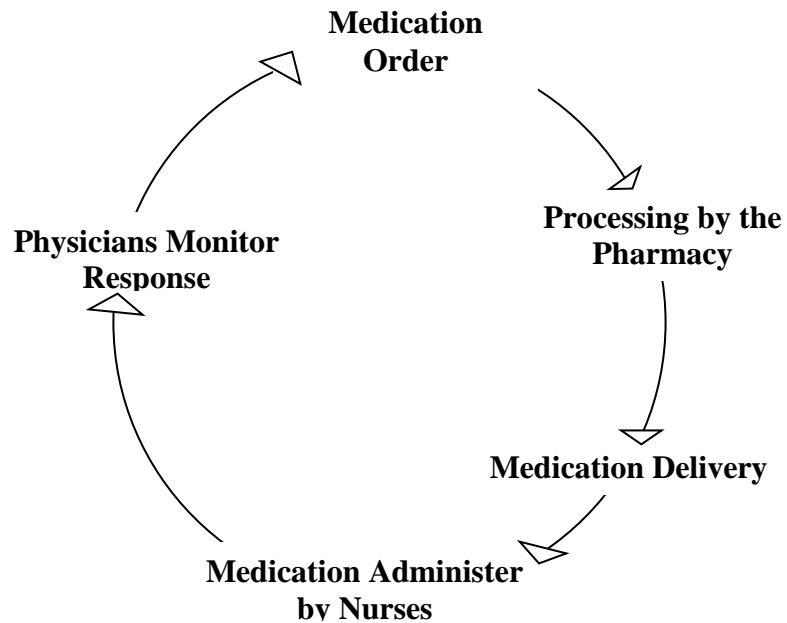 Medication
Order
Processing by the
Pharmacy
Medication Delivery
Medication Administer
by Nurses
Physicians Monitor
Response